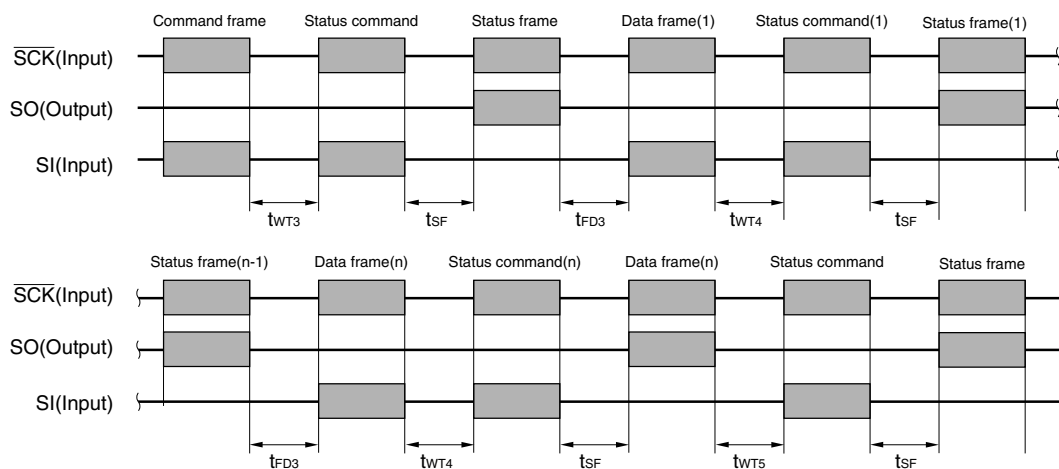 Command frame Status command Status frame Data frame(1) Status command(1) Status frame(1)
SCK(Input)
SO(Output)
SI(Input)
tWT3 tSF tFD3 tWT4 tSF
Status frame(n-1) Data frame(n) Status command(n) Data frame(n) Status command Status frame
SCK(Input)
SO(Output)
SI(Input)
tFD3 tWT4 tSF tWT5 tSF